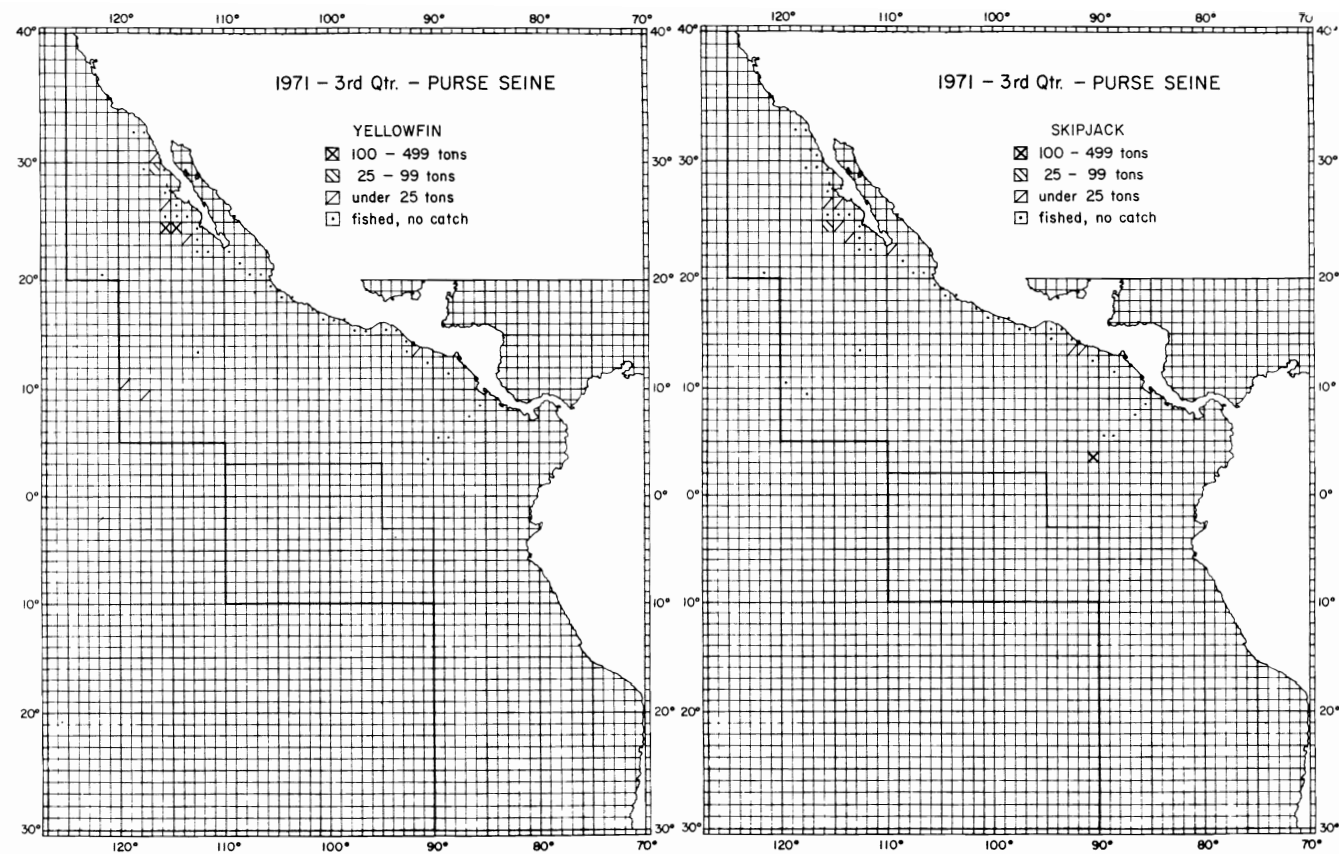 120° 110° 100° 90° 80° 70°
40° 40°
1971 – 3rd Qtr. – PURSE SEINE
YELLOWFIN
100 – 499 tons
25 – 99 tons
under 25 tons
fished, no catch
30° 30°
20° 20°
10° 10°
0° 0°
10° 10°
20° 20°
30° 30°
120° 110° 100° 90° 80° 70°
120° 110° 100° 90° 80° 70°
40° 40°
1971 – 3rd Qtr. – PURSE SEINE
SKIPJACK
100 – 499 tons
25 – 99 tons
under 25 tons
fished, no catch
30° 30°
20° 20°
10° 10°
0° 0°
10° 10°
20° 20°
30° 30°
120° 110° 100° 90° 80° 70°